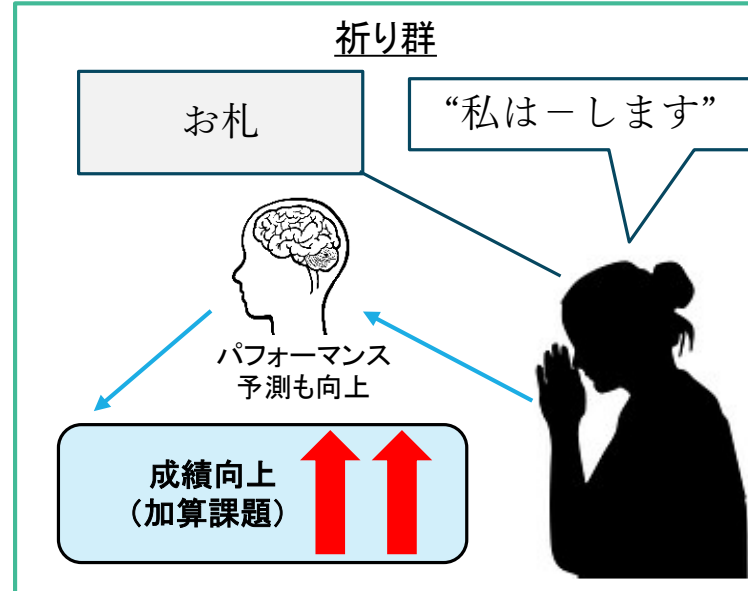 祈り群
お札
“私は－します”
パフォーマンス
予測も向上
成績向上
（加算課題）